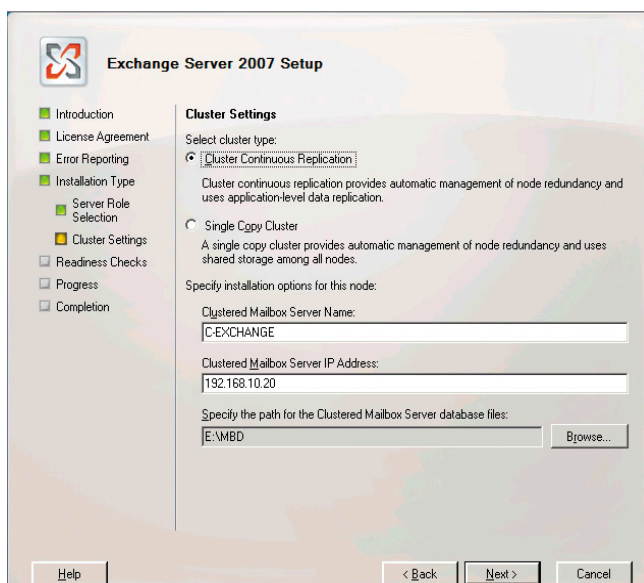 Exchange Server 2007 Setup
Introduction
License Agreement
Error Reporting
Installation Type
Server Role
Selection
Cluster Settings
Readiness Checks
Progress
Completion
Cluster Settings
Select cluster type:
Cluster Continuous Replication
Cluster continuous replication provides automatic management of node redundancy and
uses application-level data replication.
Single Copy Cluster
A single copy cluster provides automatic management of node redundancy and uses
shared storage among all nodes.
Specify installation options for this node:
Clustered Mailbox Server Name:
C-EXCHANGE
Clustered Mailbox Server IP Address:
192.168.10.20
Specify the path for the Clustered Mailbox Server database files:
E:\MBD
Browse...
Help
< Back
Next >
Cancel